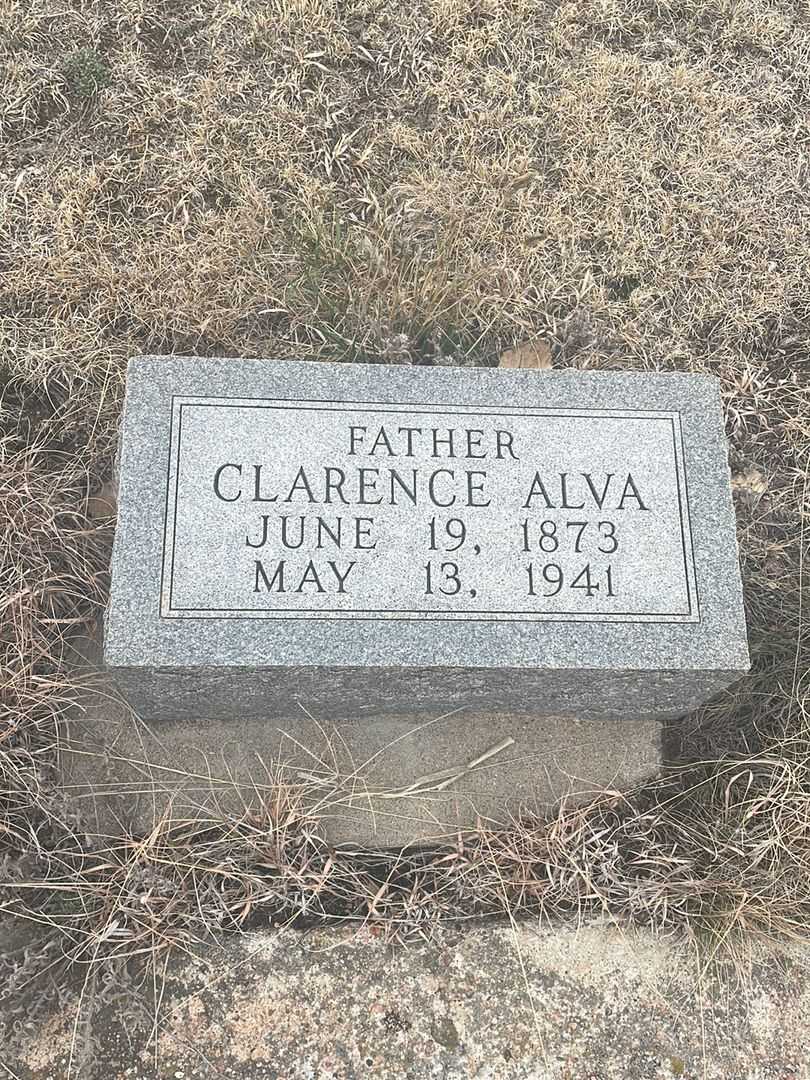 FATHER
CLARENCE ALVA
JUNE 19, 1873
MAY 13, 1941